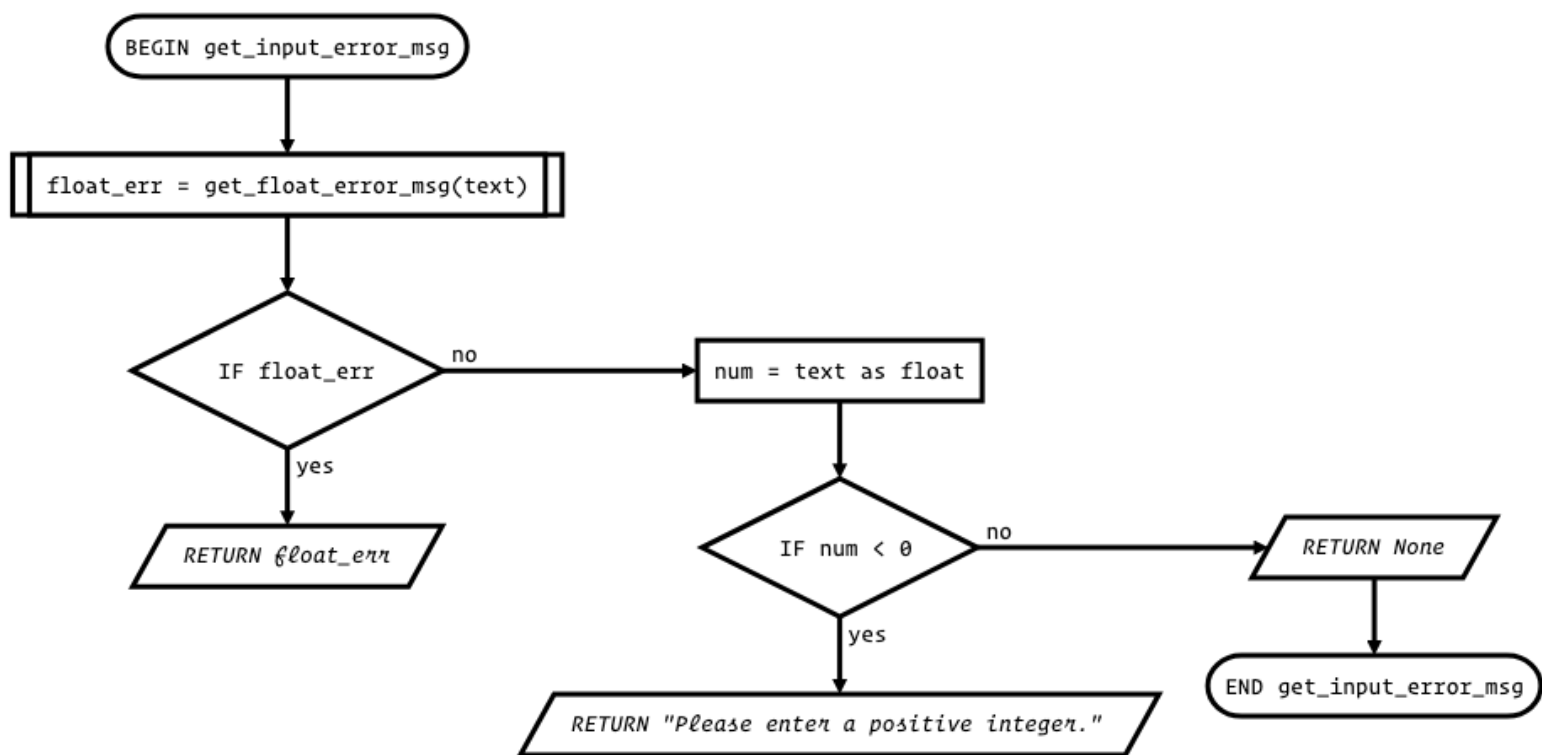 BEGIN get_input_error_msg
float_err = get_float_error_msg(text)
IF float_err
no
num = text as float
yes
RETURN float_err
IF num < 0
no
RETURN None
yes
END get_input_error_msg
RETURN "Please enter a positive integer."